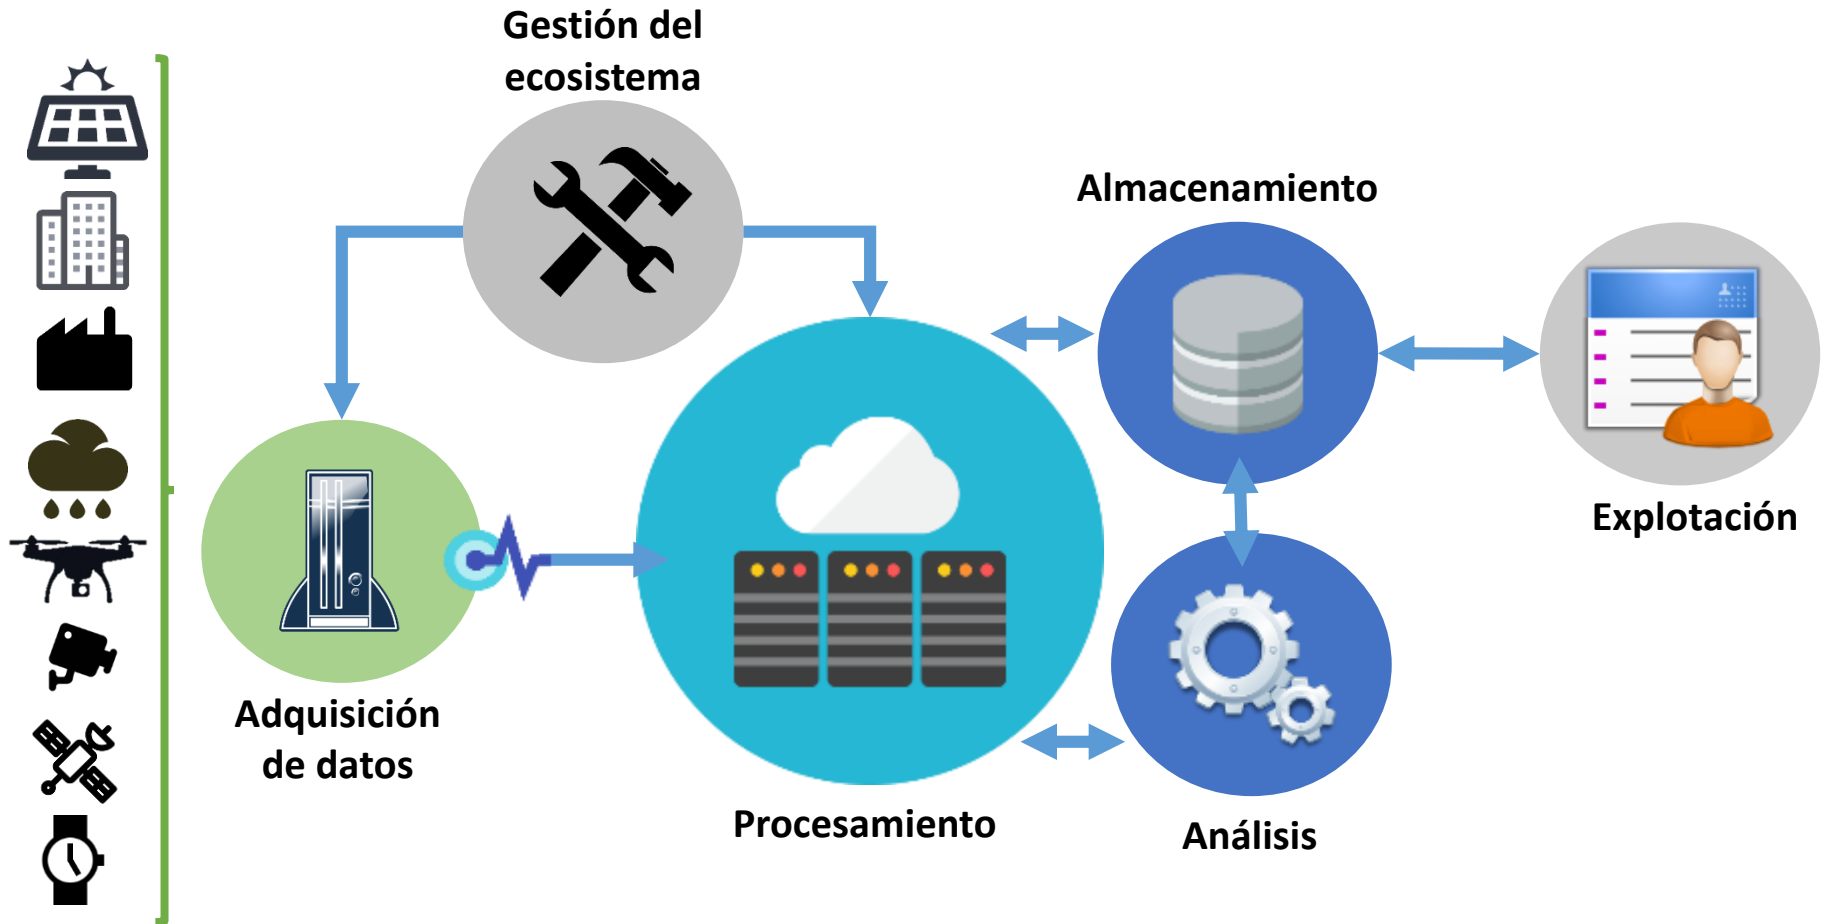 Gestión del
ecosistema
Almacenamiento
Explotación
Adquisición
de datos
Procesamiento
Análisis